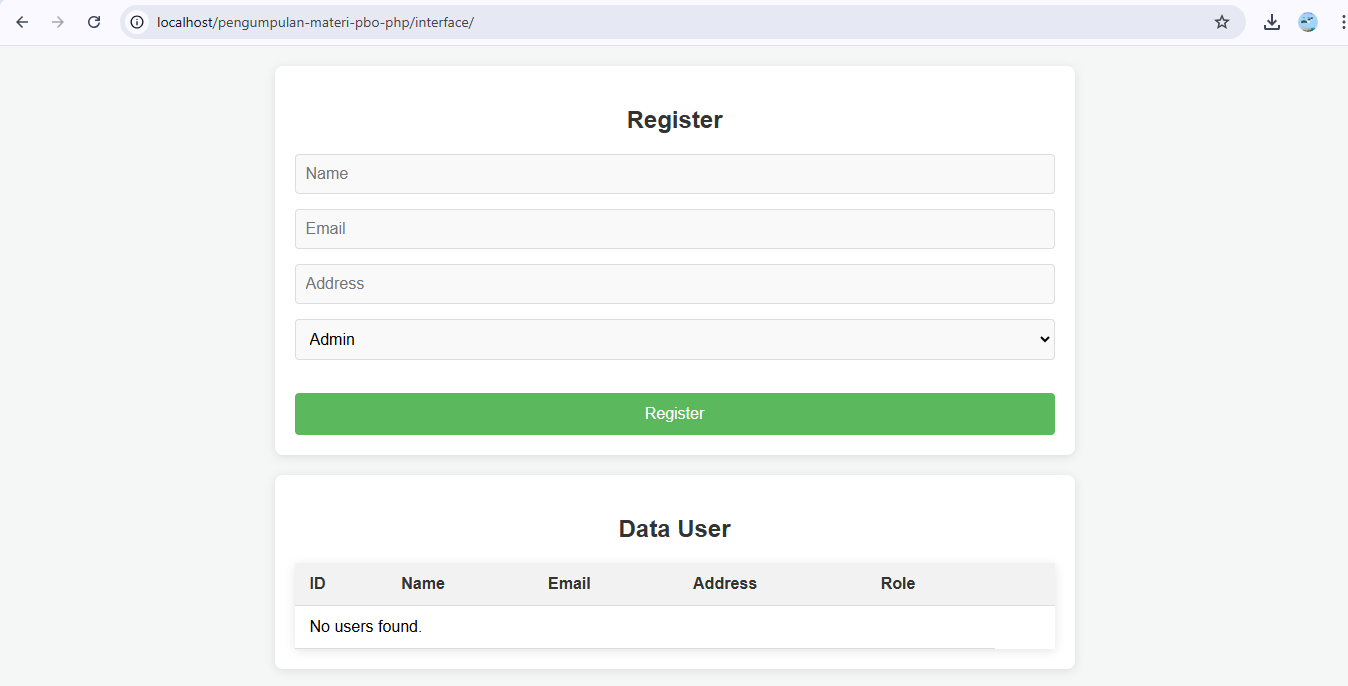 localhost/pengumpulan-materi-pbo-php/interface/
Register
Name
Email
Address
Admin
Register
Data User
ID Name Email Address Role
No users found.